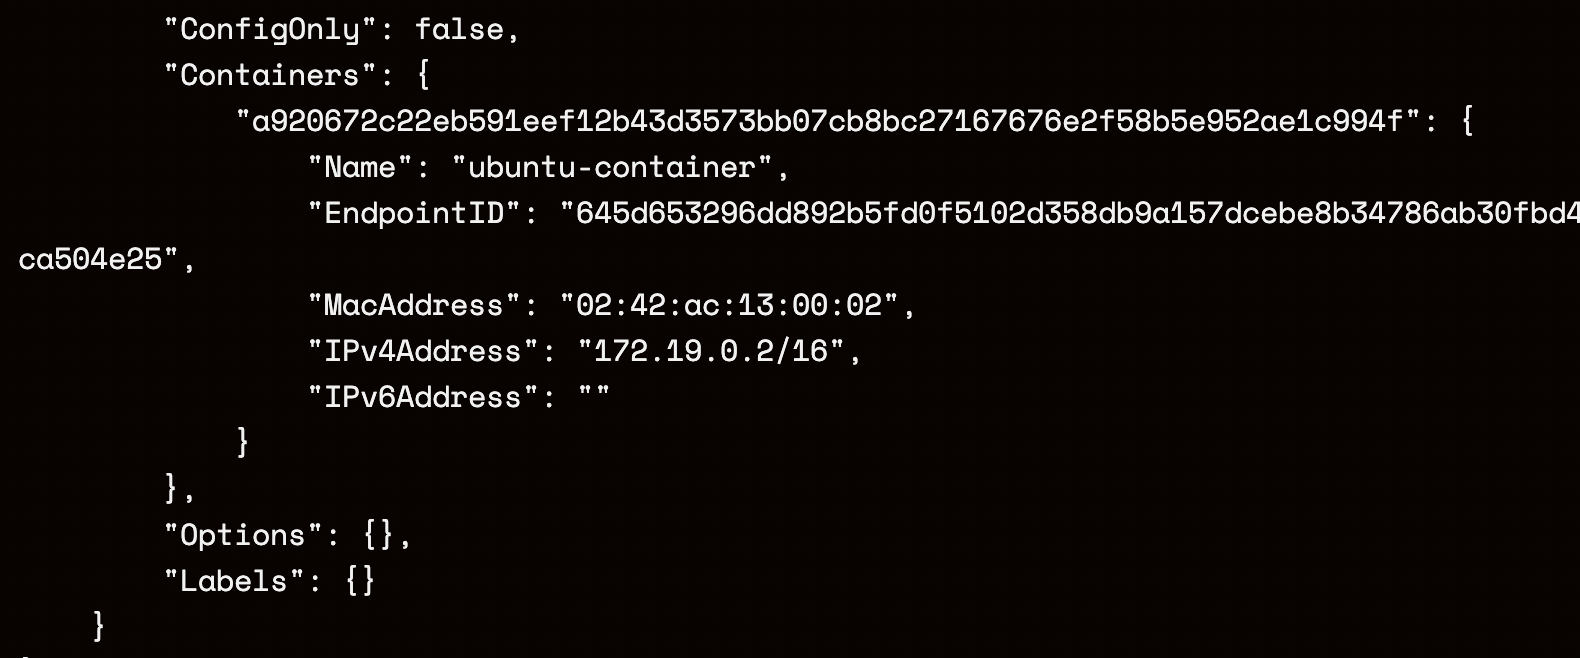 "ConfigOnly": false,
"Containers": {
"a920672c22eb591eef12b43d3573bb07cb8bc27167676e2f58b5e952ae1c994f": {
"Name": "ubuntu-container",
"EndpointID": "645d653296dd892b5fd0f5102d358db9a157dcebe8b34786ab30fbd4
ca504e25",
"MacAddress": "02:42:ac:13:00:02",
"IPv4Address": "172.19.0.2/16",
"IPv6Address": ""
}
},
"Options": {},
"Labels": {}
}